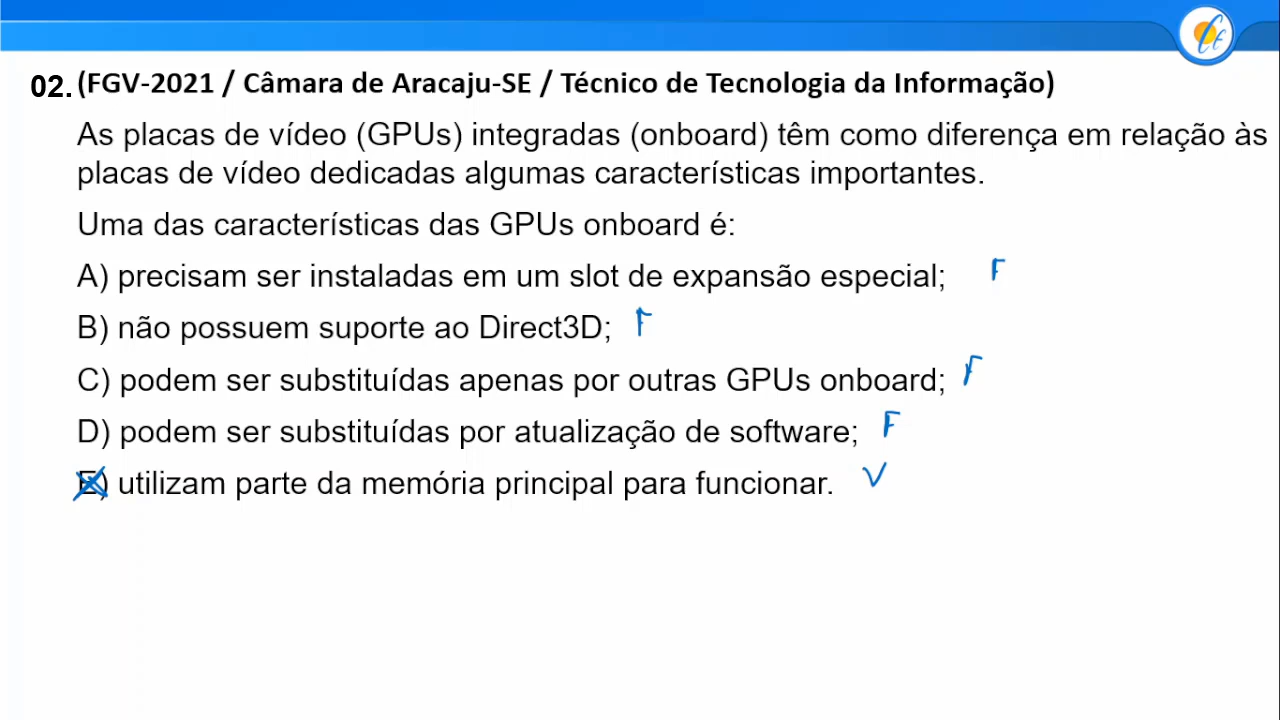 02. (FGV-2021 / Câmara de Aracaju-SE / Técnico de Tecnologia da Informação)
As placas de vídeo (GPUs) integradas (onboard) têm como diferença em relação às
placas de vídeo dedicadas algumas características importantes.
Uma das características das GPUs onboard é:
A) precisam ser instaladas em um slot de expansão especial; F
B) não possuem suporte ao Direct3D; F
C) podem ser substituídas apenas por outras GPUs onboard; F
D) podem ser substituídas por atualização de software; F
E) utilizam parte da memória principal para funcionar. V